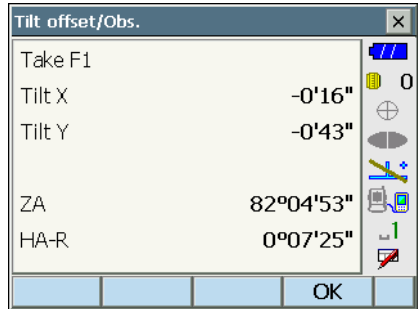 Tilt offset/Obs.
Take F1
0
Tilt X -0'16"
Tilt Y -0'43"
ZA 82°04'53"
HA-R 0°07'25"
1
OK